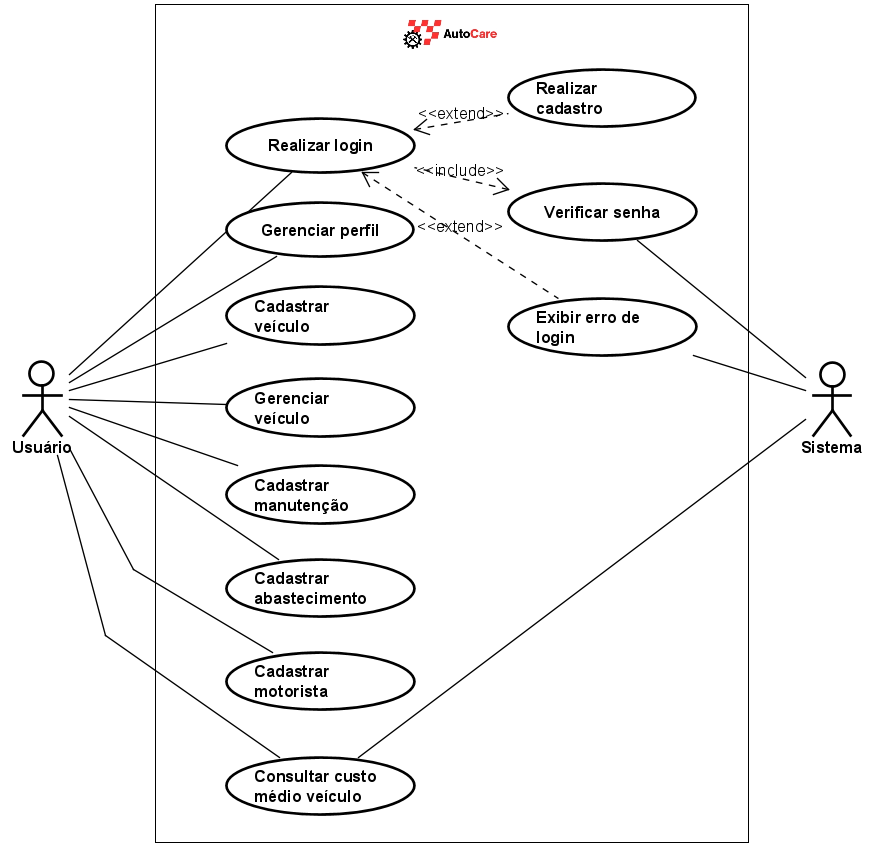 AutoCare
Realizar
cadastro
<<extend>>
Realizar login
<<include>>
Verificar senha
Gerenciar perfil
<<extend>>
Cadastrar
veículo
Exibir erro de
login
Gerenciar
veículo
Usuário
Sistema
Cadastrar
manutenção
Cadastrar
abastecimento
Cadastrar
motorista
Consultar custo
médio veículo